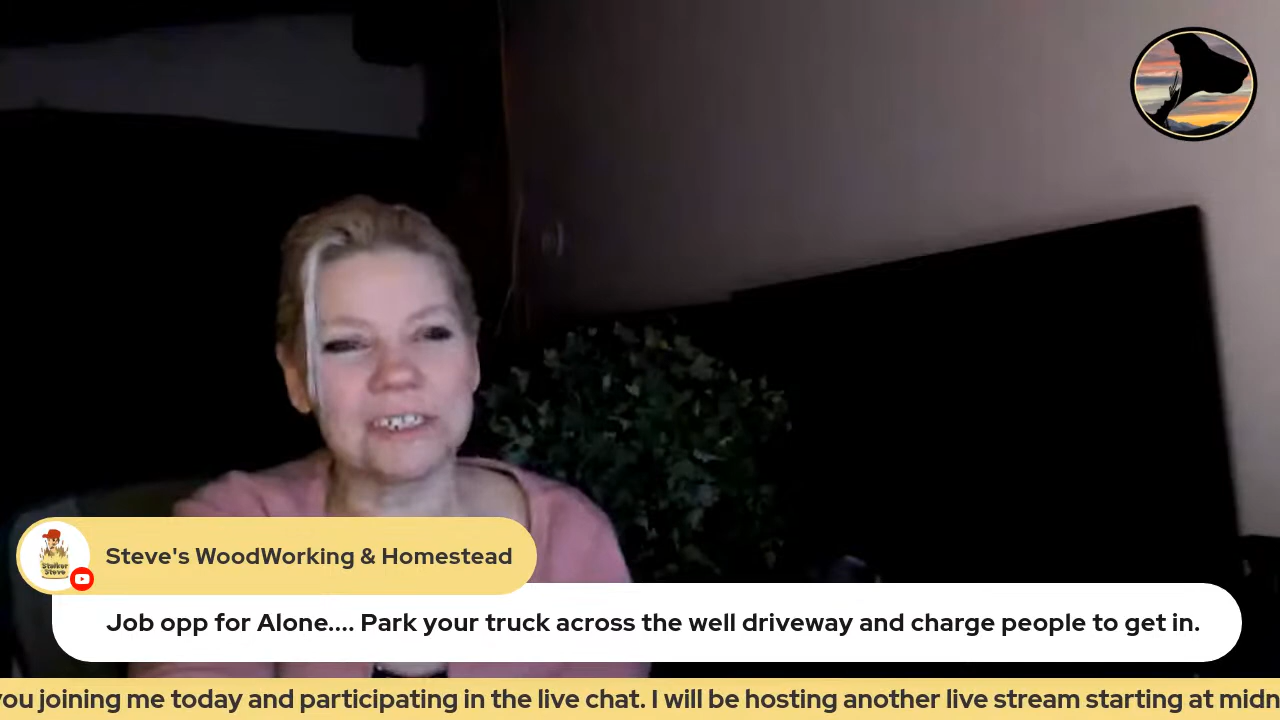 Stalker
Steve
Steve's WoodWorking & Homestead
Job opp for Alone.... Park your truck across the well driveway and charge people to get in.
you joining me today and participating in the live chat. I will be hosting another live stream starting at midn